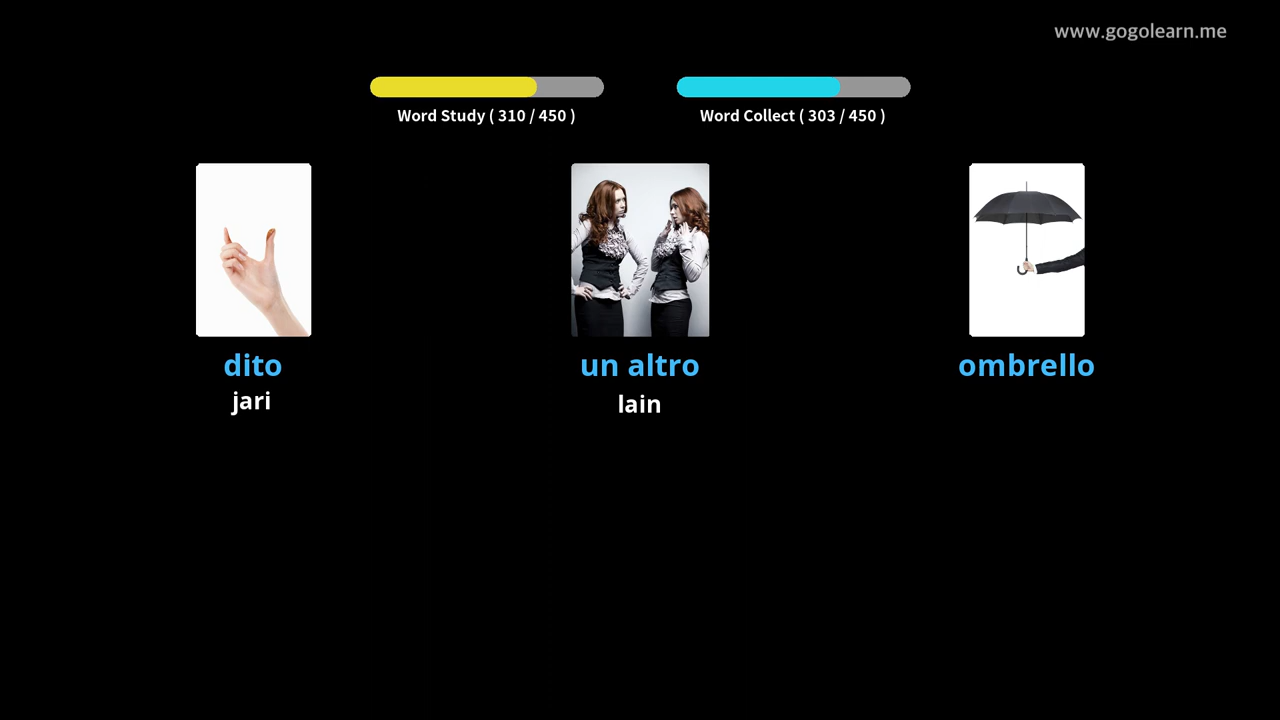 www.gogolearn.me
Word Study ( 310 / 450 )
Word Collect ( 303 / 450 )
dito
un altro
ombrello
jari
lain